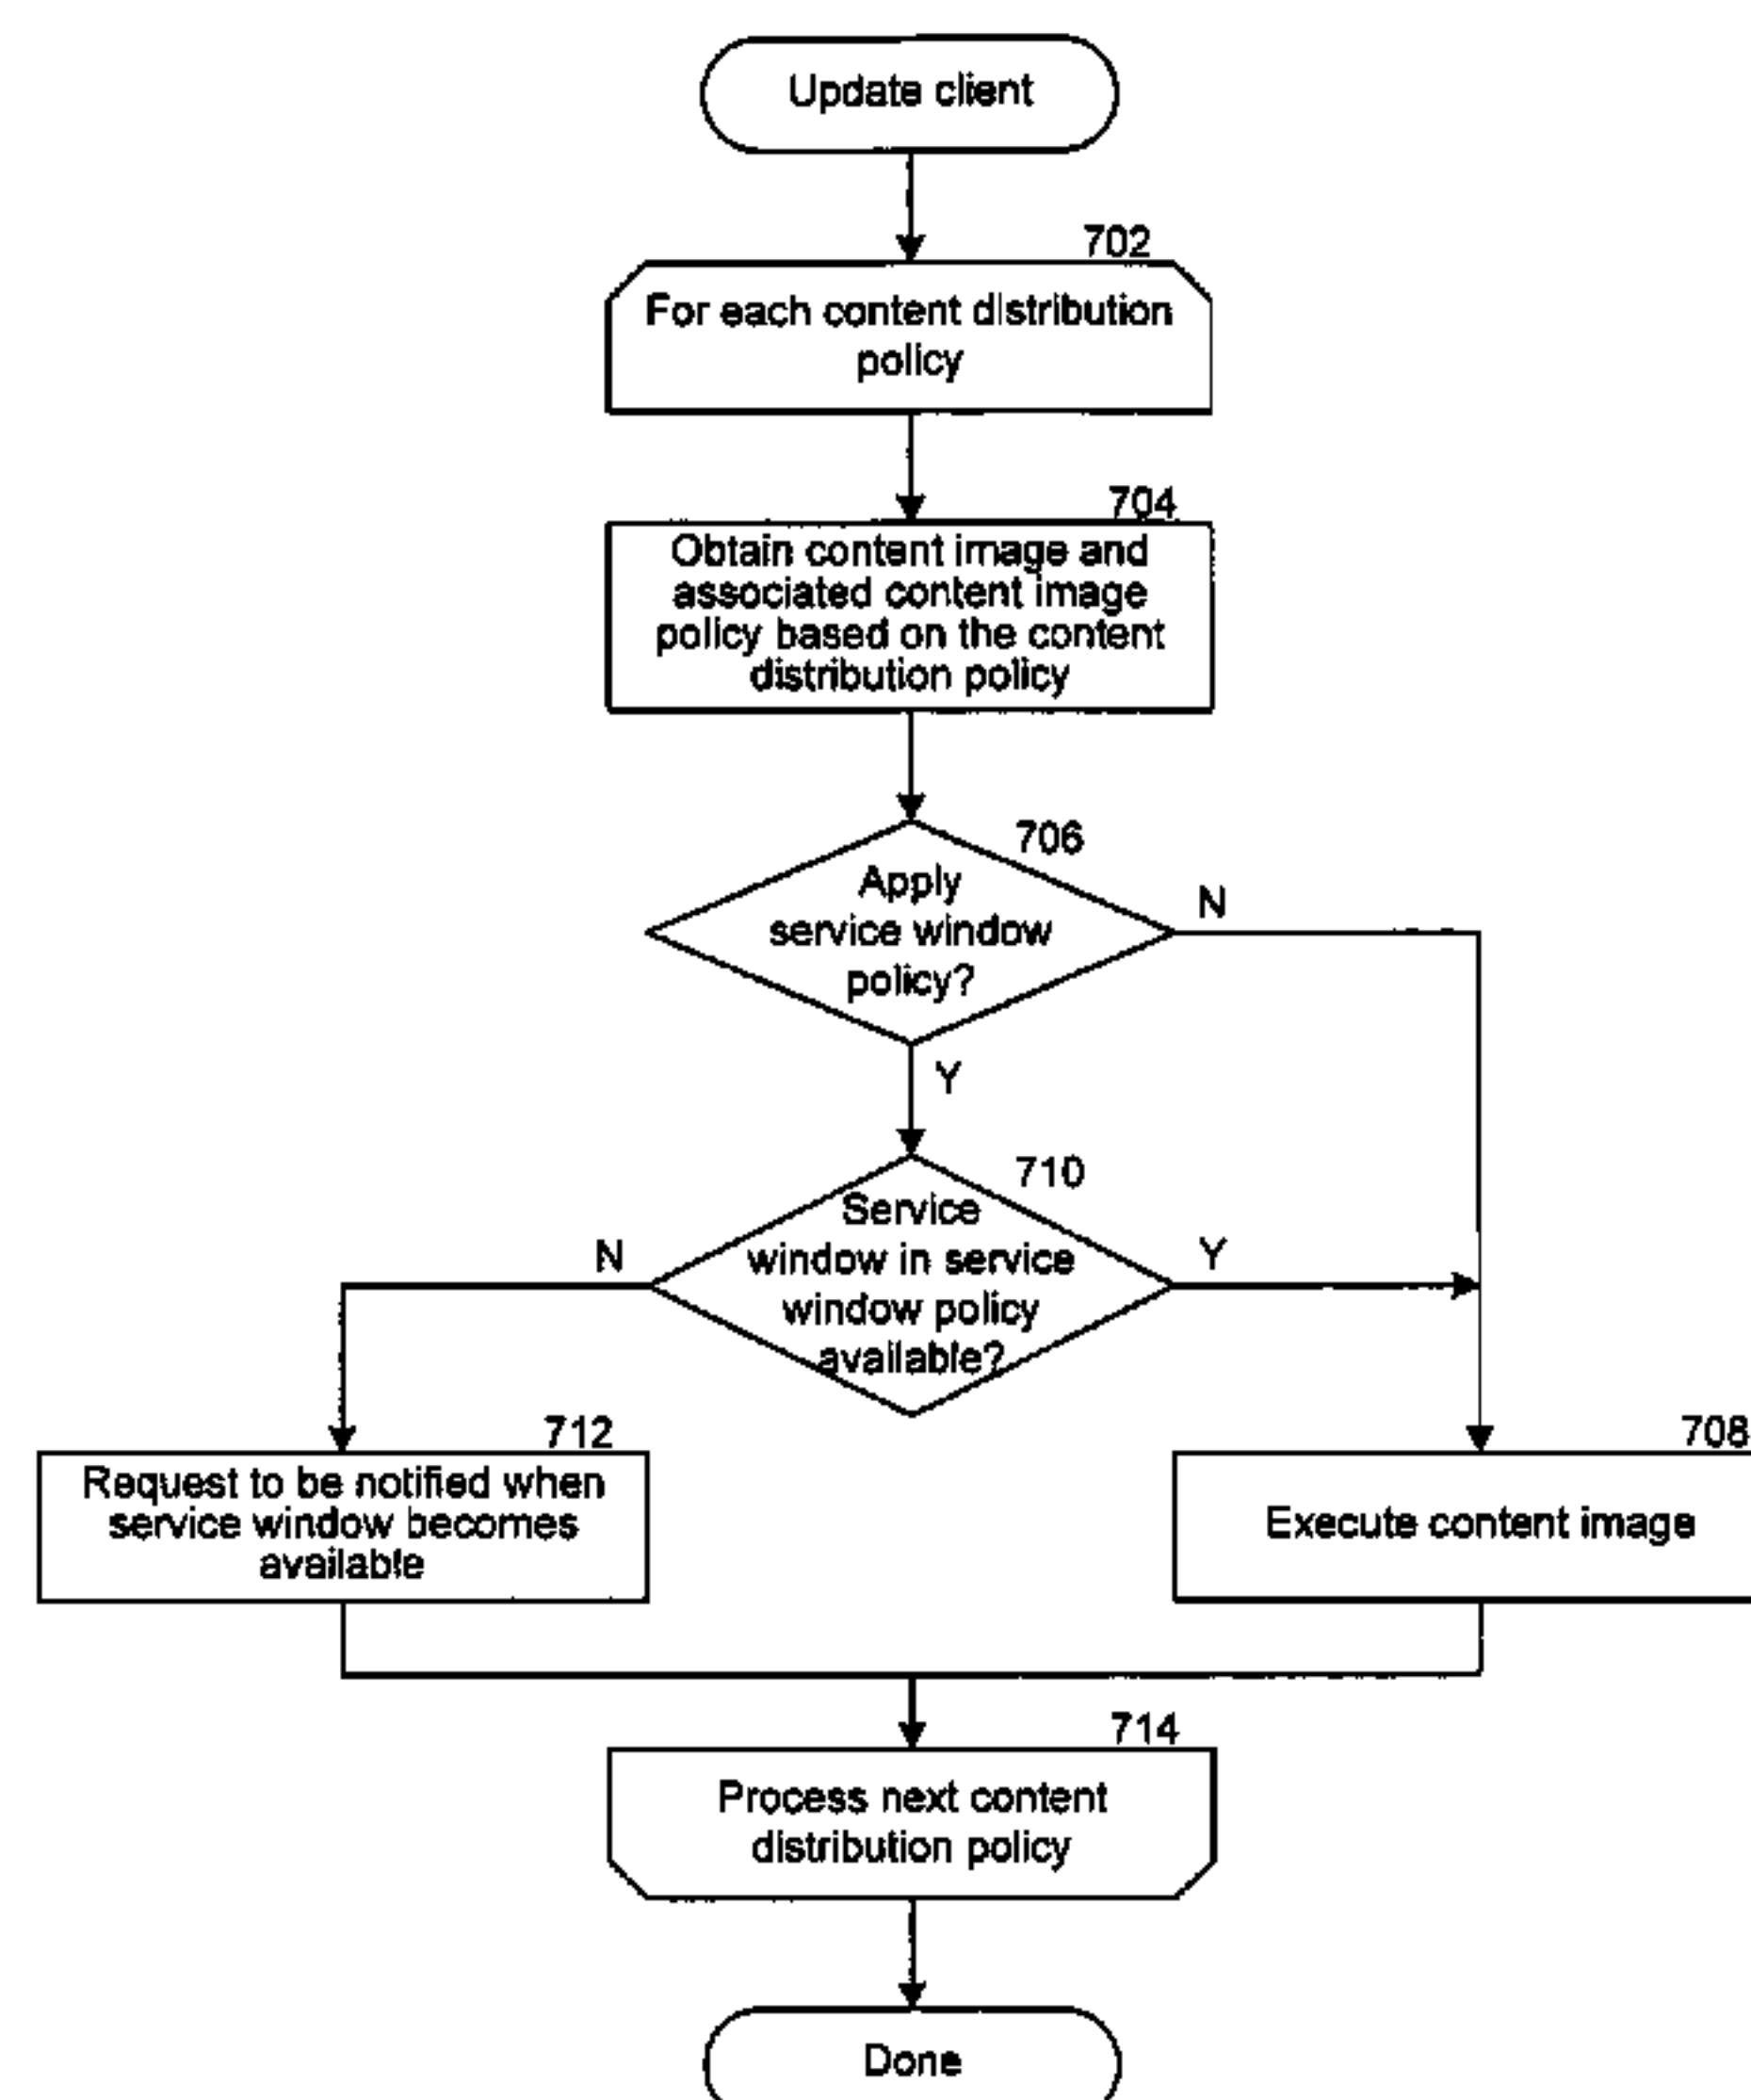 Update client
702
For each content distribution
policy
704
Obtain content image and
associated content image
policy based on the content
distribution policy
706
Apply
service window
policy?
N
Y
710
Service
window in service
window policy
available?
N
Y
712
Request to be notified when
service window becomes
available
708
Execute content image
714
Process next content
distribution policy
Done